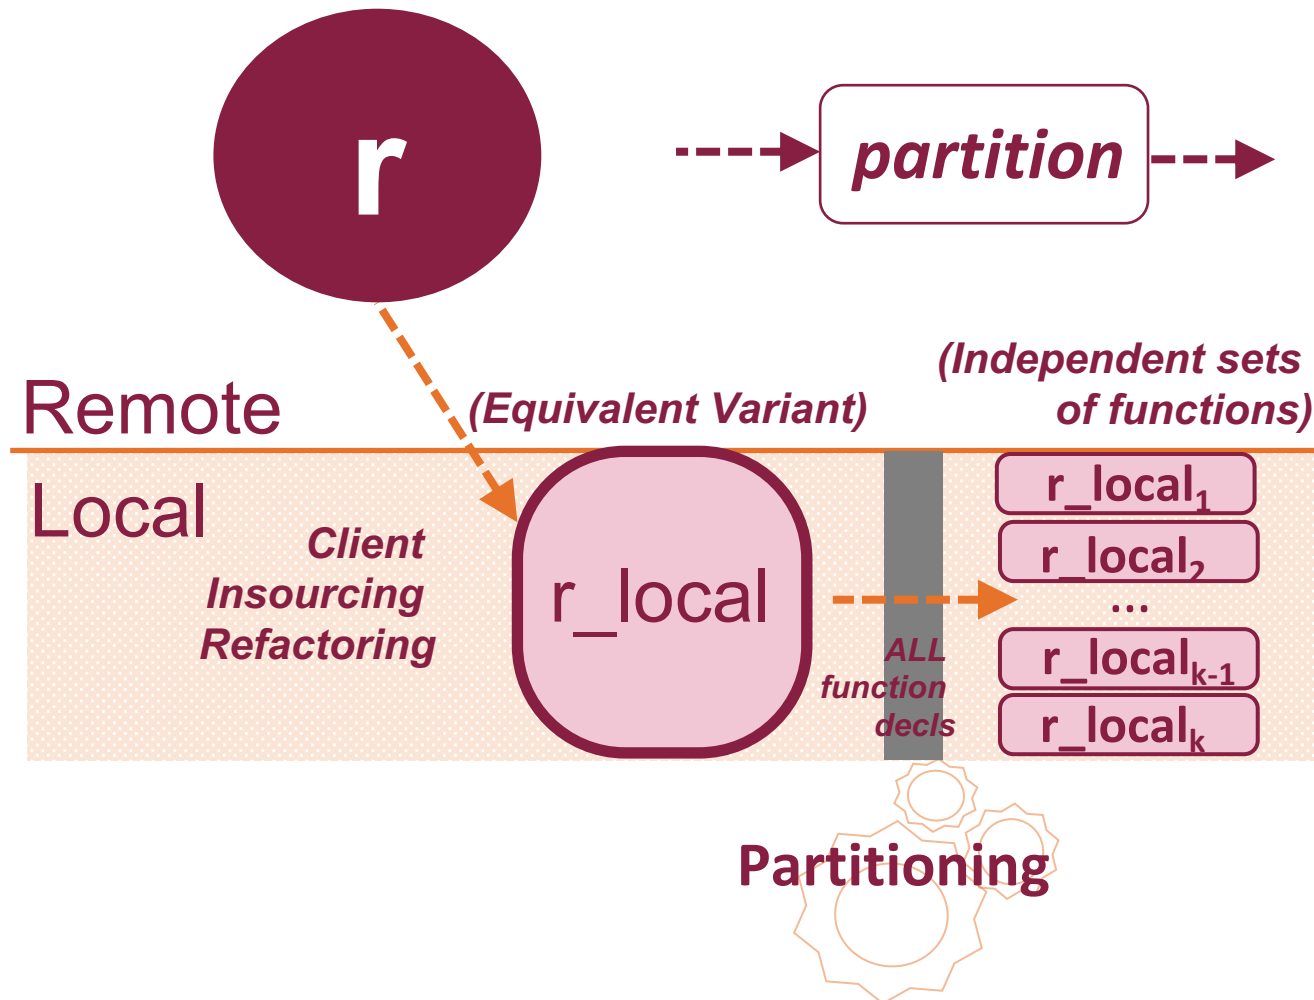 r
partition
(Independent sets
of functions)
Remote
(Equivalent Variant)
Local
Client
Insourcing
Refactoring
r_local
ALL
function
decls
r_local₁
r_local₂
...
r_localₖ₋₁
r_localₖ
Partitioning